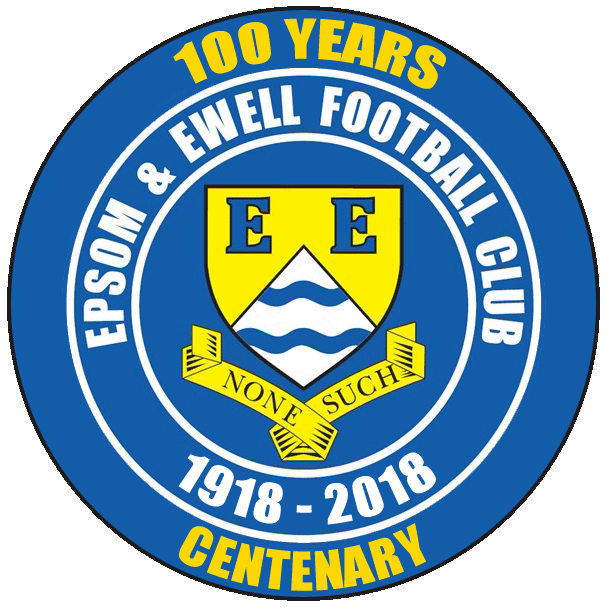 100 YEARS
EPSOM & EWELL FOOTBALL CLUB
E E
NONE SUCH
1918 - 2018
CENTENARY